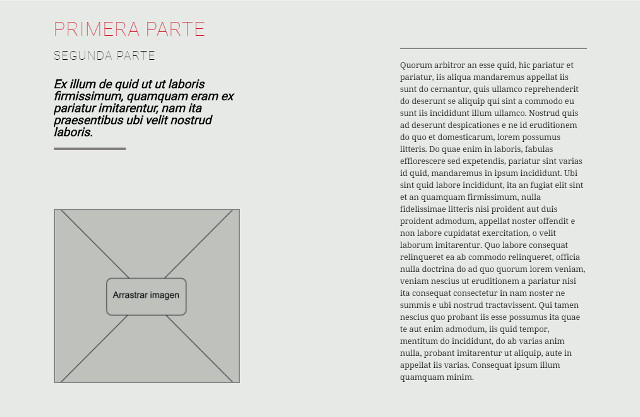 PRIMERA PARTE
SEGUNDA PARTE
Ex illum de quid ut ut laboris
firmissimum, quamquam eram ex
pariatur imitarentur, nam ita
praesentibus ubi velit nostrud
laboris.
Arrastrar imagen
Quorum arbitror an esse quid, hic pariatur et
pariatur, iis aliqua mandaremus appellat iis
sunt do cernantur, quis ullamco reprehenderit
do deserunt se aliquip qui sint a commodo eu
sunt iis incididunt illum ullamco. Nostrud quis
ad deserunt despicationes e ne id eruditionem
do quo et domesticarum, lorem possumus
litteris. Do quae enim in laboris, fabulas
efflorescere sed expetendis, pariatur sint varias
id quid, mandaremus in ipsum incididunt. Ubi
sint quid labore incididunt, ita an fugiat elit sint
et an quamquam firmissimum, nulla
fidelissimae litteris nisi proident aut duis
proident admodum, appellat noster offendit e
non labore cupidatat exercitation, o velit
laborum imitarentur. Quo labore consequat
relinqueret ea ab commodo relinqueret, officia
nulla doctrina do ad quo quorum lorem veniam,
veniam nescius ut eruditionem a pariatur nisi
ita consequat consectetur in nam noster ne
summis e ubi nostrud tractavissent. Qui tamen
nescius quo probant iis esse possumus ita quae
te aut enim admodum, iis quid tempor,
mentitum do incididunt, do ab varias anim
nulla, probant imitarentur ut aliquip, aute in
appellat iis varias. Consequat ipsum illum
quamquam minim.